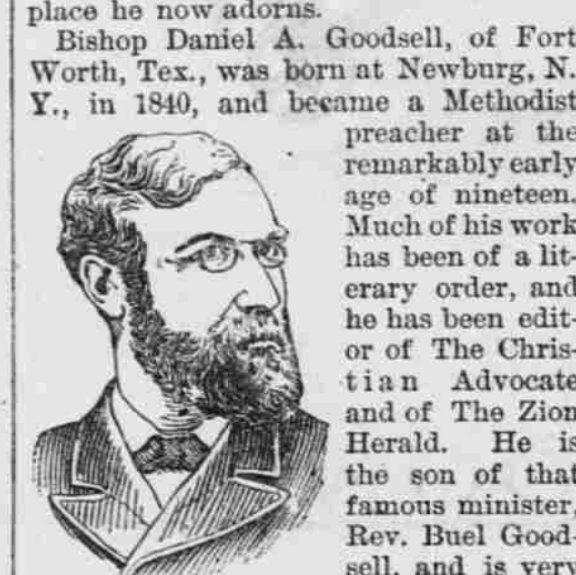 place he now adorns.
Bishop Daniel A. Goodsell, of Fort
Worth, Tex., was born at Newburg, N.
Y., in 1840, and became a Methodist
preacher at the
remarkably early
age of nineteen.
Much of his work
has been of a lit-
erary order, and
he has been edit-
or of The Chris-
tian Advocate
and of The Zion
Herald. He is
the son of that
famous minister,
Rev. Buel Good-
sell, and is very